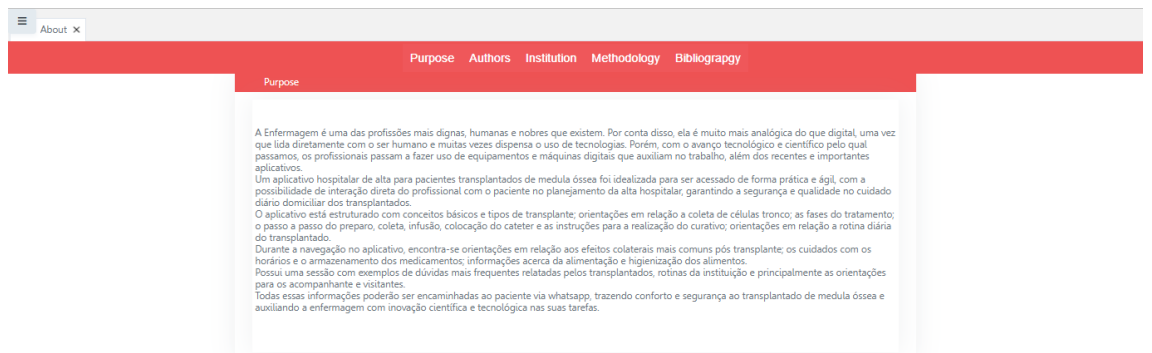 About ×
Purpose Authors Institution Methodology Bibliograpgy
Purpose
A Enfermagem é uma das profissões mais dignas, humanas e nobres que existem. Por conta disso, ela é muito mais analógica do que digital, uma vez
que lida diretamente com o ser humano e muitas vezes dispensa o uso de tecnologias. Porém, com o avanço tecnológico e científico pelo qual
passamos, os profissionais passam a fazer uso de equipamentos e máquinas digitais que auxiliam no trabalho, além dos recentes e importantes
aplicativos.
Um aplicativo hospitalar de alta para pacientes transplantados de medula óssea foi idealizada para ser acessado de forma prática e ágil, com a
possibilidade de interação direta do profissional com o paciente no planejamento da alta hospitalar, garantindo a segurança e qualidade no cuidado
diário domiciliar dos transplantados.
O aplicativo está estruturado com conceitos básicos e tipos de transplante; orientações em relação a coleta de células tronco; as fases do tratamento;
o passo a passo do preparo, coleta, infusão, colocação do cateter e as instruções para a realização do curativo; orientações em relação a rotina diária
do transplantado.
Durante a navegação no aplicativo, encontra-se orientações em relação aos efeitos colaterais mais comuns pós transplante; os cuidados com os
horários e o armazenamento dos medicamentos; informações acerca da alimentação e higienização dos alimentos.
Possui uma sessão com exemplos de dúvidas mais frequentes relatadas pelos transplantados, rotinas da instituição e principalmente as orientações
para os acompanhante e visitantes.
Todas essas informações poderão ser encaminhadas ao paciente via whatsapp, trazendo conforto e segurança ao transplantado de medula óssea e
auxiliando a enfermagem com inovação científica e tecnológica nas suas tarefas.